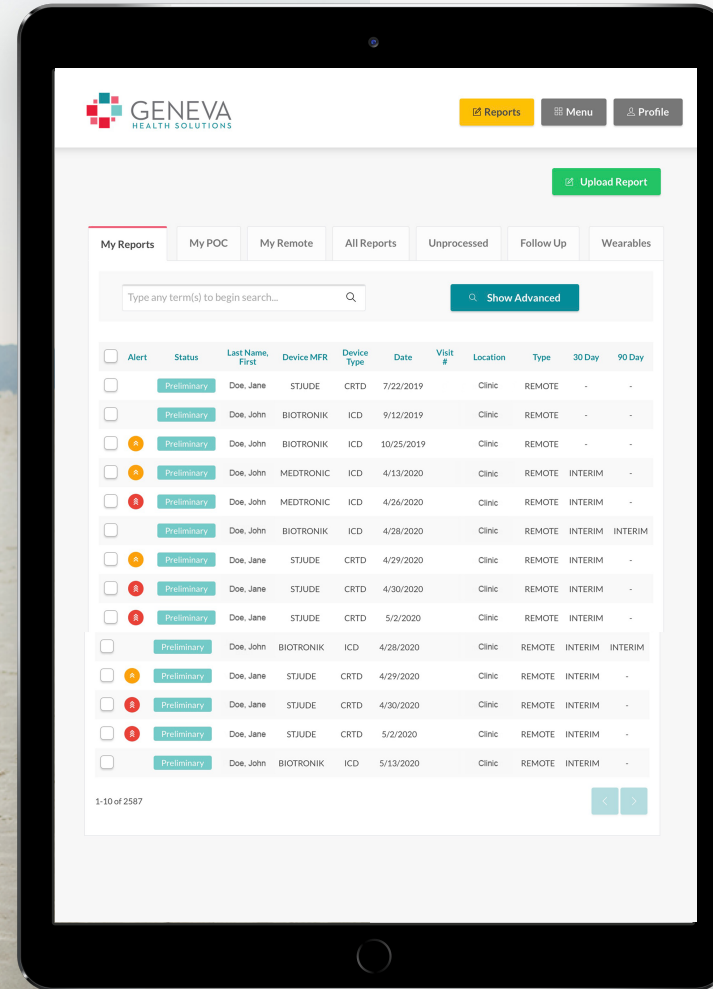 GENEVA
HEALTH SOLUTIONS
Reports Menu Profile
Upload Report
My Reports My POC My Remote All Reports Unprocessed Follow Up Wearables
Type any term(s) to begin search... Show Advanced
Alert Status Last Name, First Device MFR Device Type Date Visit # Location Type 30 Day 90 Day
Preliminary Doe, Jane STJUDE CRTD 7/22/2019 Clinic REMOTE - -
Preliminary Doe, John BIOTRONIK ICD 9/12/2019 Clinic REMOTE - -
Preliminary Doe, John BIOTRONIK ICD 10/25/2019 Clinic REMOTE - -
Preliminary Doe, John MEDTRONIC ICD 4/13/2020 Clinic REMOTE INTERIM -
Preliminary Doe, John MEDTRONIC ICD 4/26/2020 Clinic REMOTE INTERIM -
Preliminary Doe, John BIOTRONIK ICD 4/28/2020 Clinic REMOTE INTERIM INTERIM
Preliminary Doe, Jane STJUDE CRTD 4/29/2020 Clinic REMOTE INTERIM -
Preliminary Doe, Jane STJUDE CRTD 4/30/2020 Clinic REMOTE INTERIM -
Preliminary Doe, Jane STJUDE CRTD 5/2/2020 Clinic REMOTE INTERIM -
Preliminary Doe, John BIOTRONIK ICD 4/28/2020 Clinic REMOTE INTERIM INTERIM
Preliminary Doe, Jane STJUDE CRTD 4/29/2020 Clinic REMOTE INTERIM -
Preliminary Doe, Jane STJUDE CRTD 4/30/2020 Clinic REMOTE INTERIM -
Preliminary Doe, Jane STJUDE CRTD 5/2/2020 Clinic REMOTE INTERIM -
Preliminary Doe, John BIOTRONIK ICD 5/13/2020 Clinic REMOTE INTERIM -
1-10 of 2587